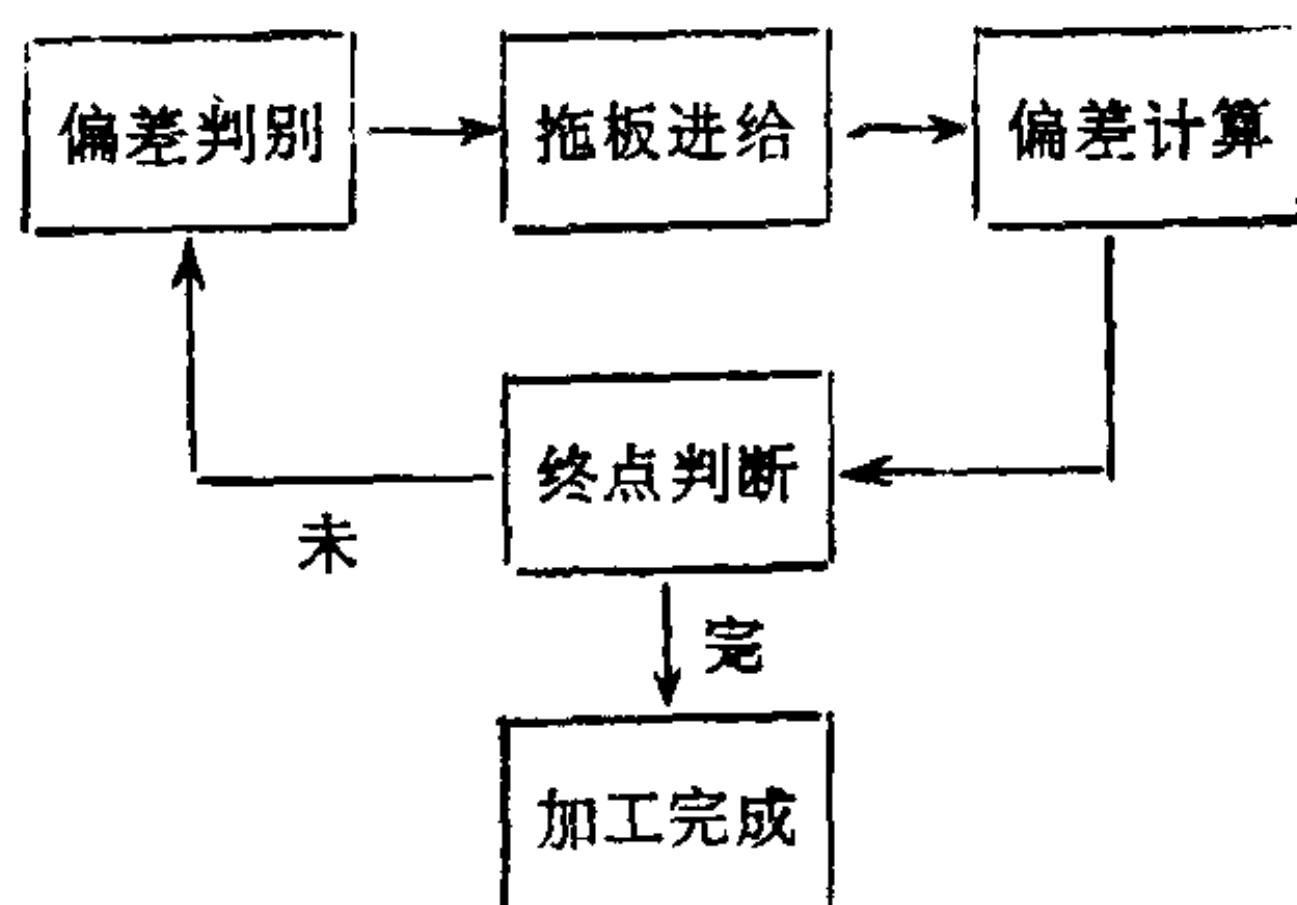 偏差判别
拖板进给
偏差计算
终点判断
未
完
加工完成